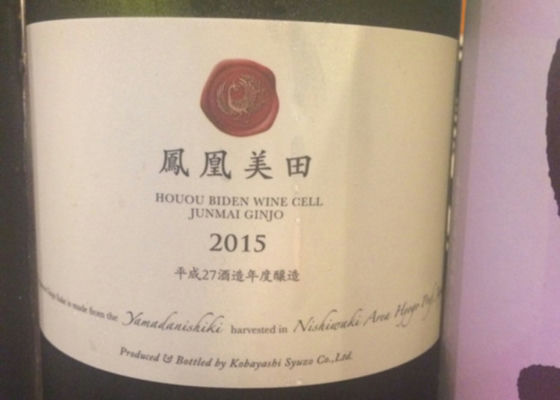 鳳凰美田
HOUOU BIDEN WINE CELL
JUNMAI GINJO
2015
平成27酒造年度醸造
Sake is made from the Yamadanishiki harvested in Nishiwaki Area Hyogo Pref.
Produced & Bottled by Kobayashi Syuzo Co.,Ltd.